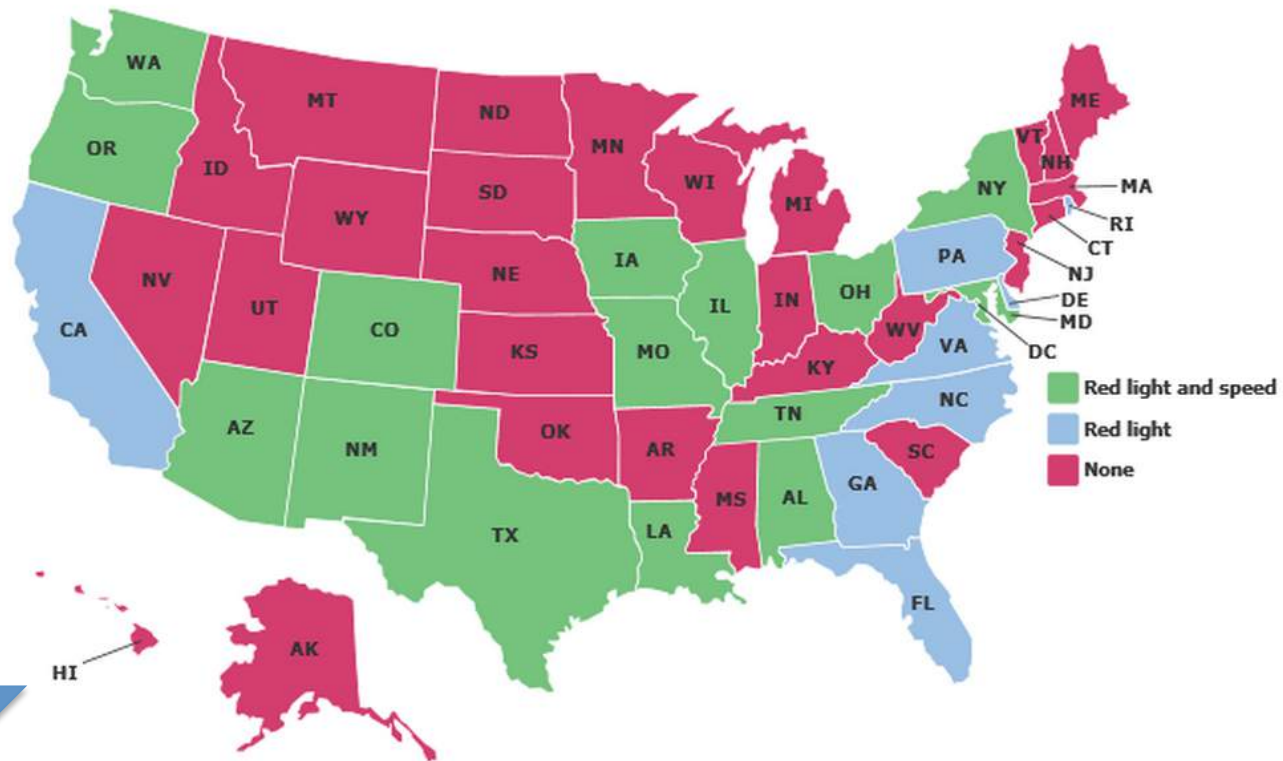 WA
MT
ND
MN
ME
VT
NH
OR
ID
SD
WI
MI
NY
MA
RI
CT
WY
PA
NJ
IA
NE
DE
MD
DC
NV
UT
CO
IL
IN
OH
CA
WV
VA
KS
MO
KY
NC
TN
AZ
NM
OK
AR
SC
Red light and speed
Red light
None
MS
AL
GA
TX
LA
FL
HI
AK